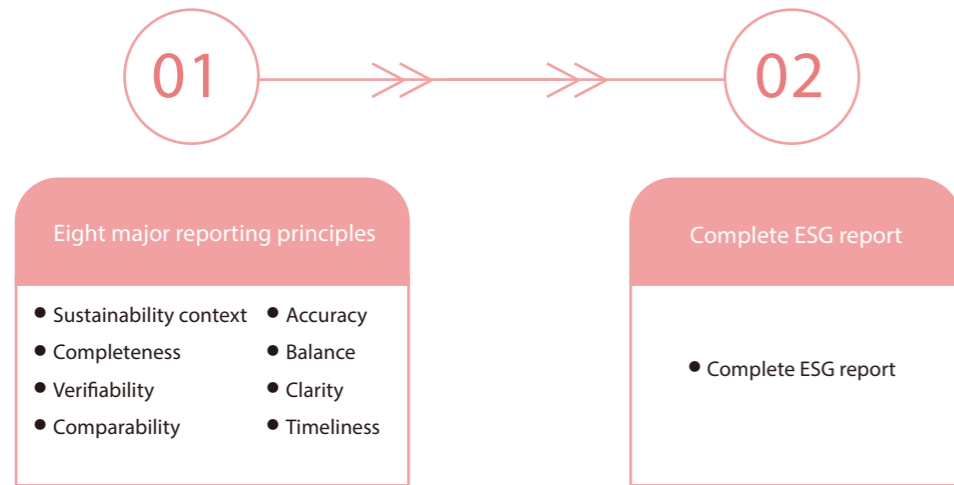 01
02
Eight major reporting principles
Sustainability context
Completeness
Verifiability
Comparability
Accuracy
Balance
Clarity
Timeliness
Complete ESG report
Complete ESG report